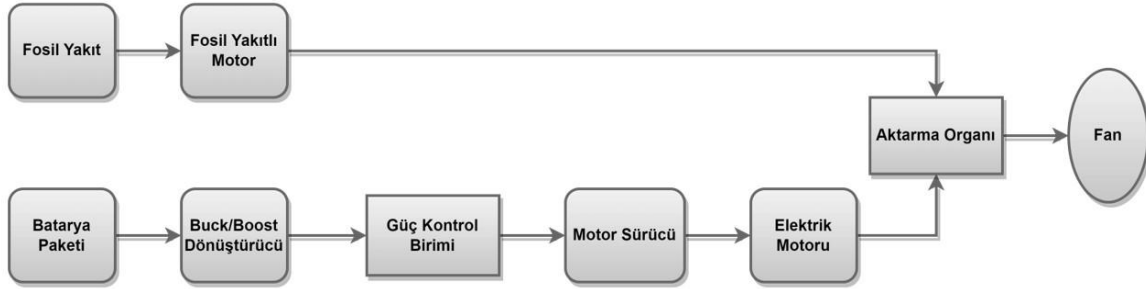 Fosil Yakıt
Fosil Yakıtlı
Motor
Aktarma Organı
Fan
Batarya
Paketi
Buck/Boost
Dönüştürücü
Güç Kontrol
Birimi
Motor Sürücü
Elektrik
Motoru